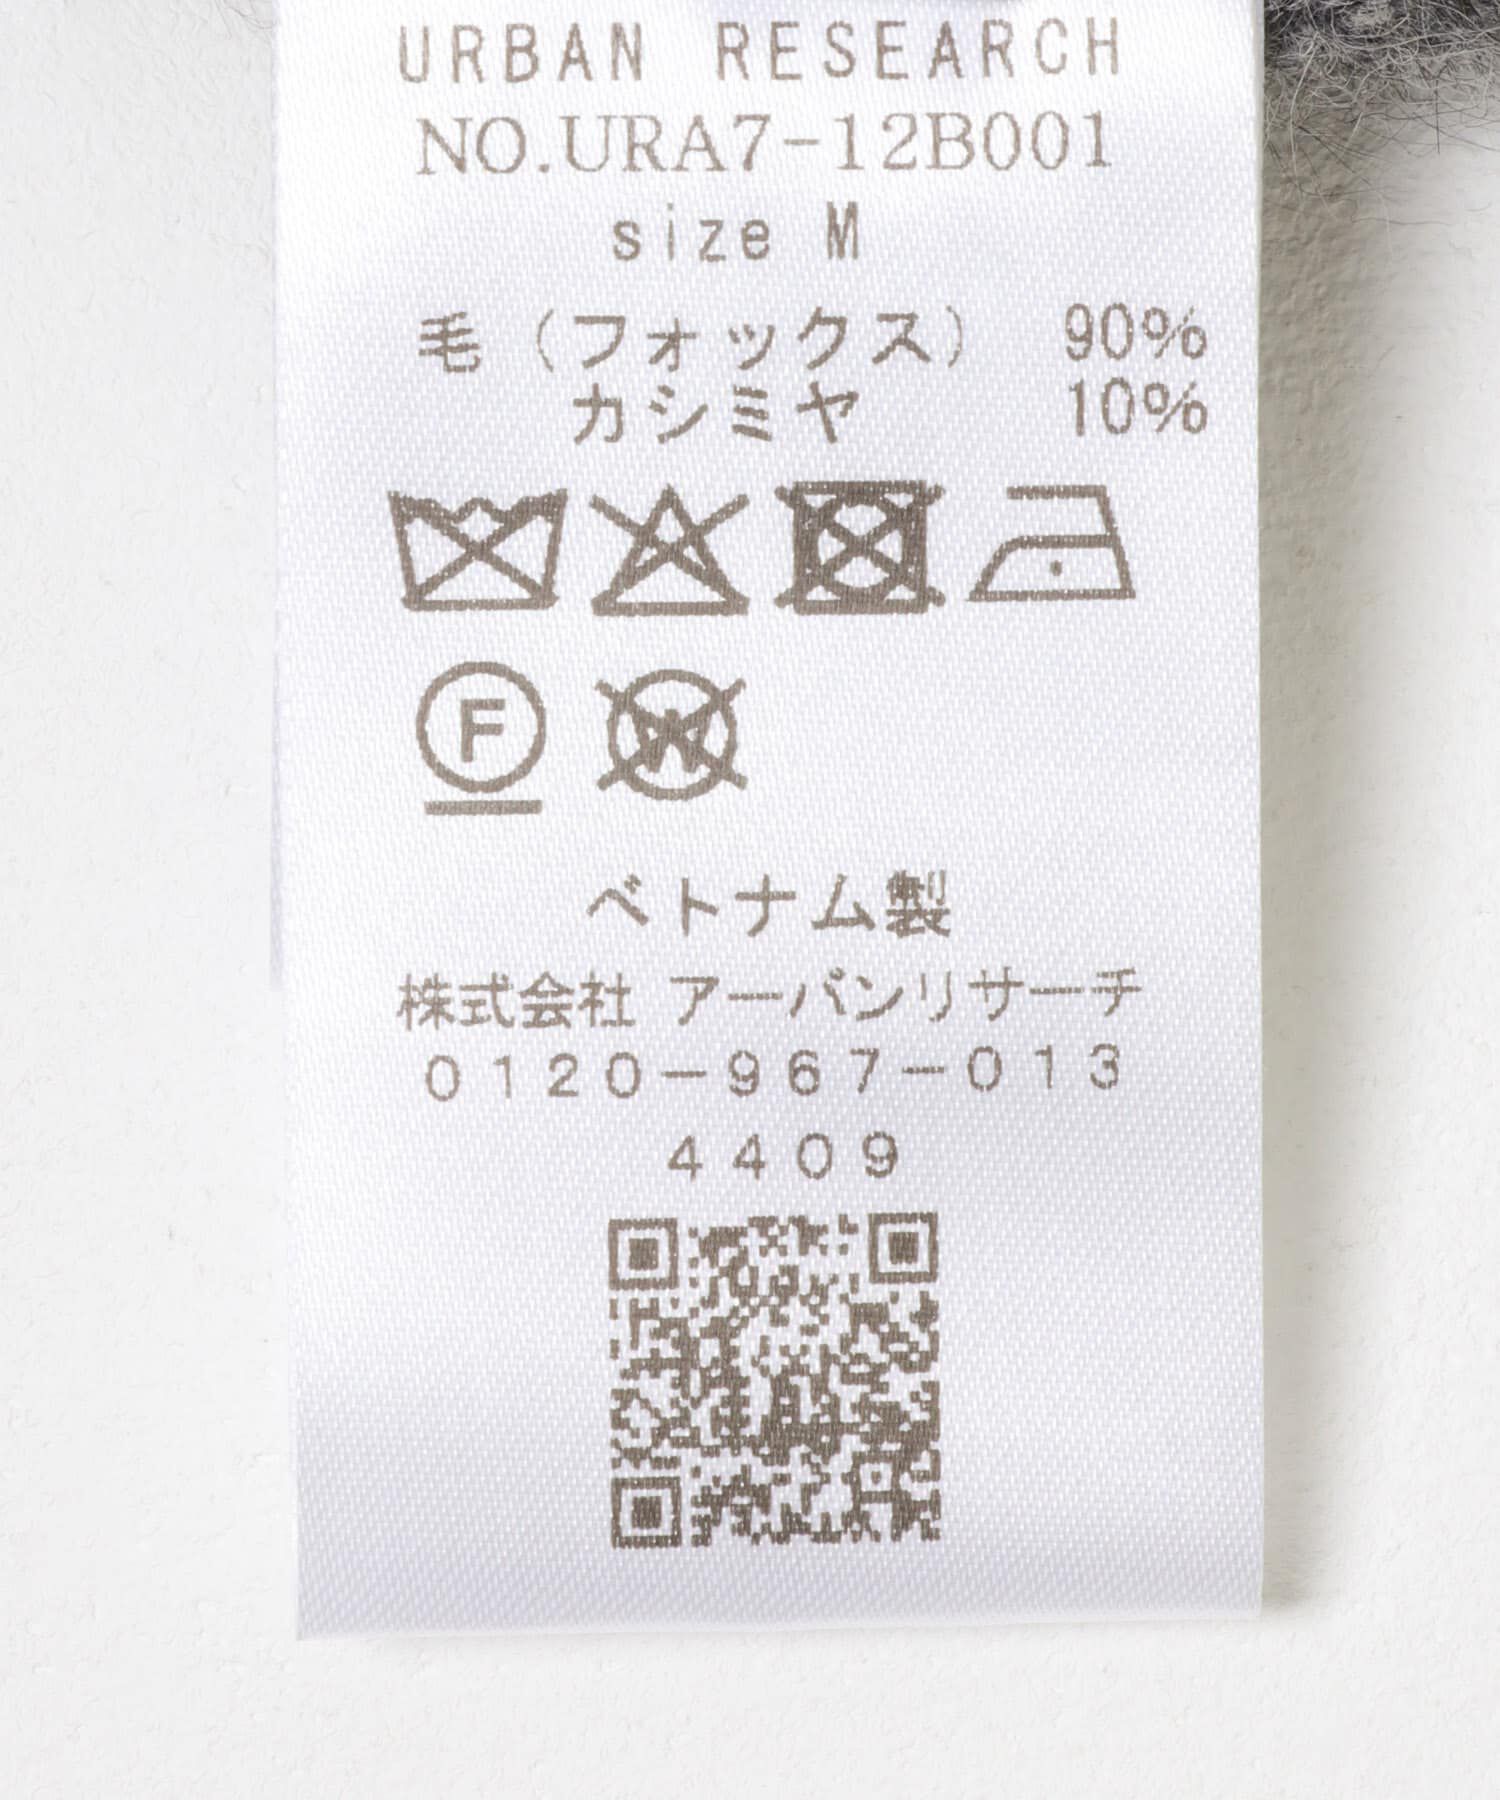 URBAN RESEARCH
NO.URA7-12B001
size M
毛（フォックス） 90%
カシミヤ 10%
F
W
ベトナム製
株式会社 アーバンリサーチ
0120-967-013
4409